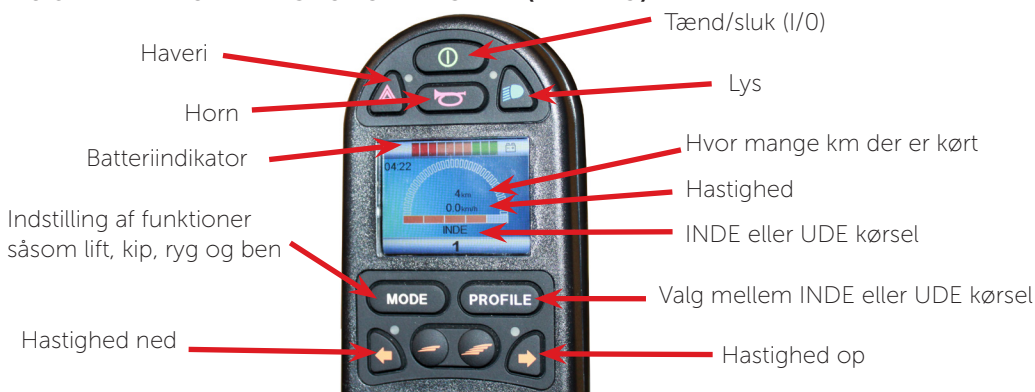 Tænd/sluk (I/0)
Haveri
Lys
Horn
Batteriindikator
Hvor mange km der er kørt
04:22
4km
Hastighed
0.0km/h
Indstilling af funktioner
såsom lift, kip, ryg og ben
INDE
INDE eller UDE kørsel
1
MODE
PROFILE
Valg mellem INDE eller UDE kørsel
Hastighed ned
Hastighed op